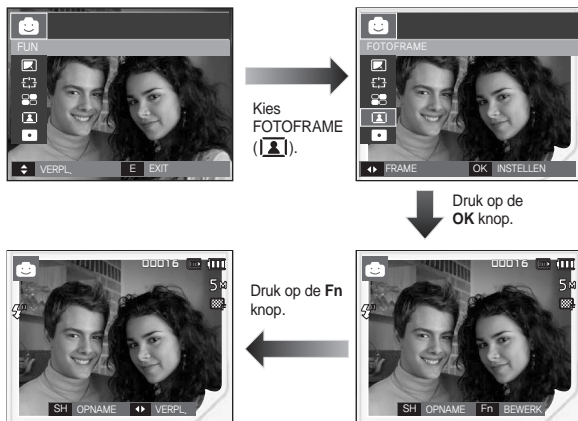 FUN
VERPL.
E EXIT
Kies
FOTOFRAME
( ).
FOTOFRAME
FRAME
OK INSTELLEN
Druk op de
OK knop.
00016
5M
SH OPNAME Fn BEWERK
Druk op de Fn
knop.
00016
5M
SH OPNAME VERPL.